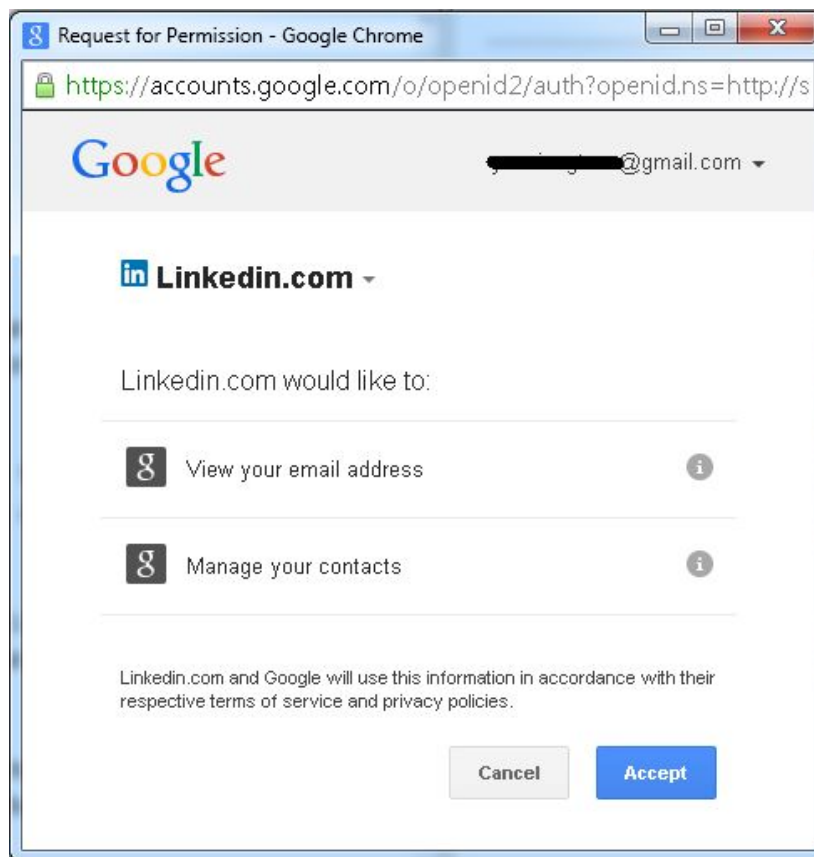 Request for Permission - Google Chrome
https://accounts.google.com/o/openid2/auth?openid.ns=http://s
Google
@gmail.com
in Linkedin.com
Linkedin.com would like to:
g View your email address i
g Manage your contacts i
Linkedin.com and Google will use this information in accordance with their
respective terms of service and privacy policies.
Cancel Accept